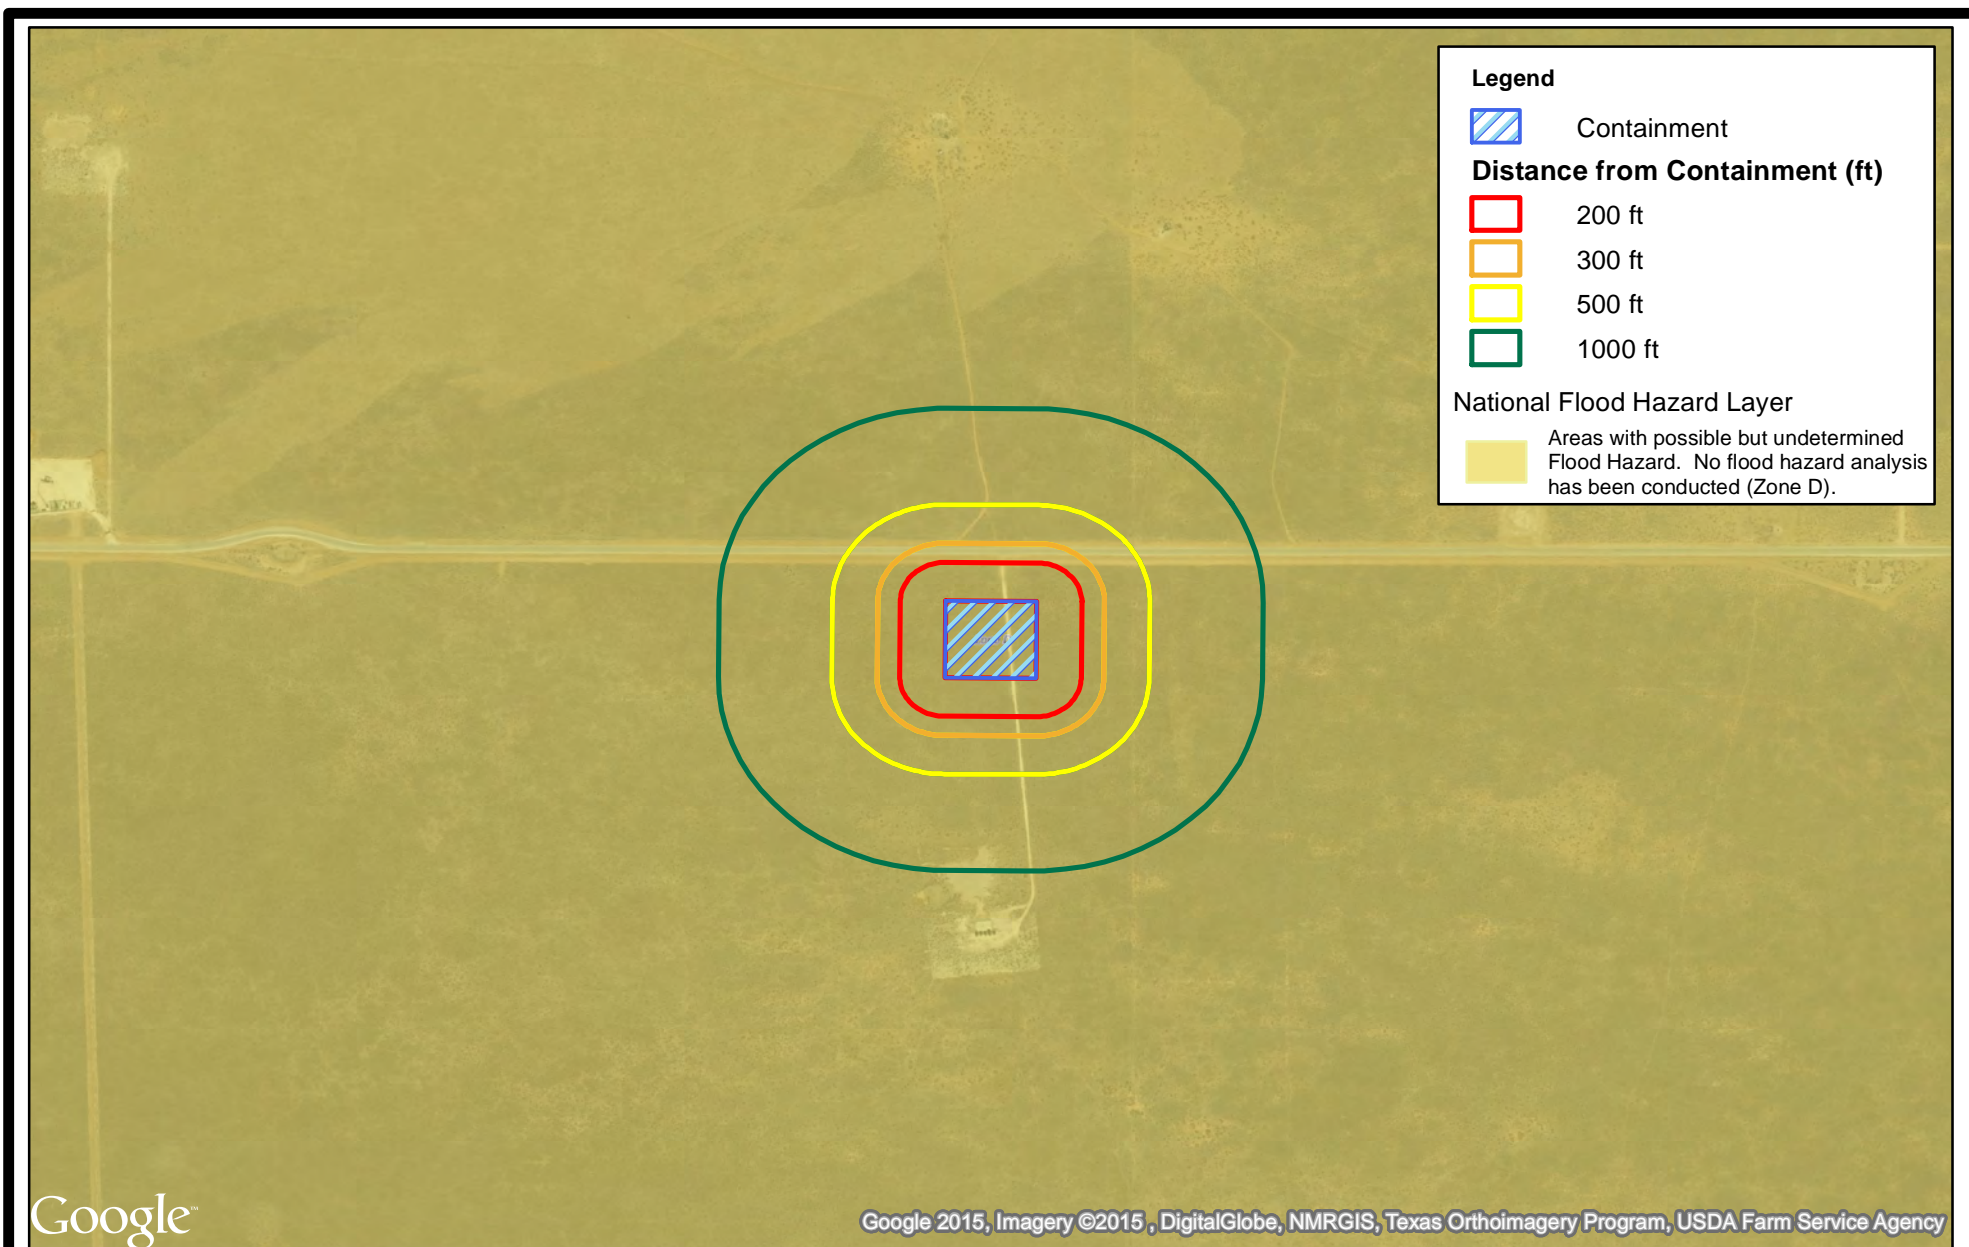 Legend
Containment
Distance from Containment (ft)
200 ft
300 ft
500 ft
1000 ft
National Flood Hazard Layer
Areas with possible but undetermined
Flood Hazard. No flood hazard analysis
has been conducted (Zone D).
Google™
Google 2015, Imagery ©2015 , DigitalGlobe, NMRGIS, Texas Orthoimagery Program, USDA Farm Service Agency